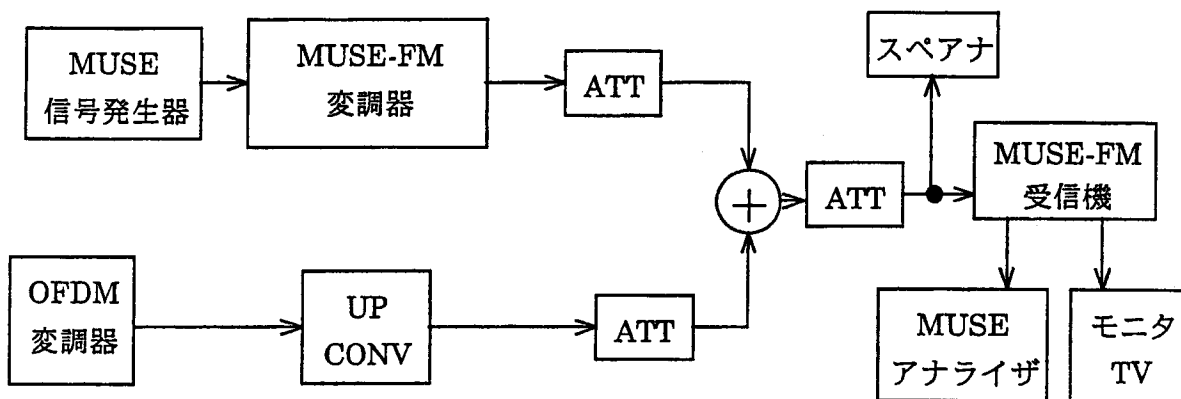 MUSE
信号発生器
MUSE-FM
変調器
ATT
スペアナ
+
ATT
MUSE-FM
受信機
OFDM
変調器
UP
CONV
ATT
MUSE
アナライザ
モニタ
TV